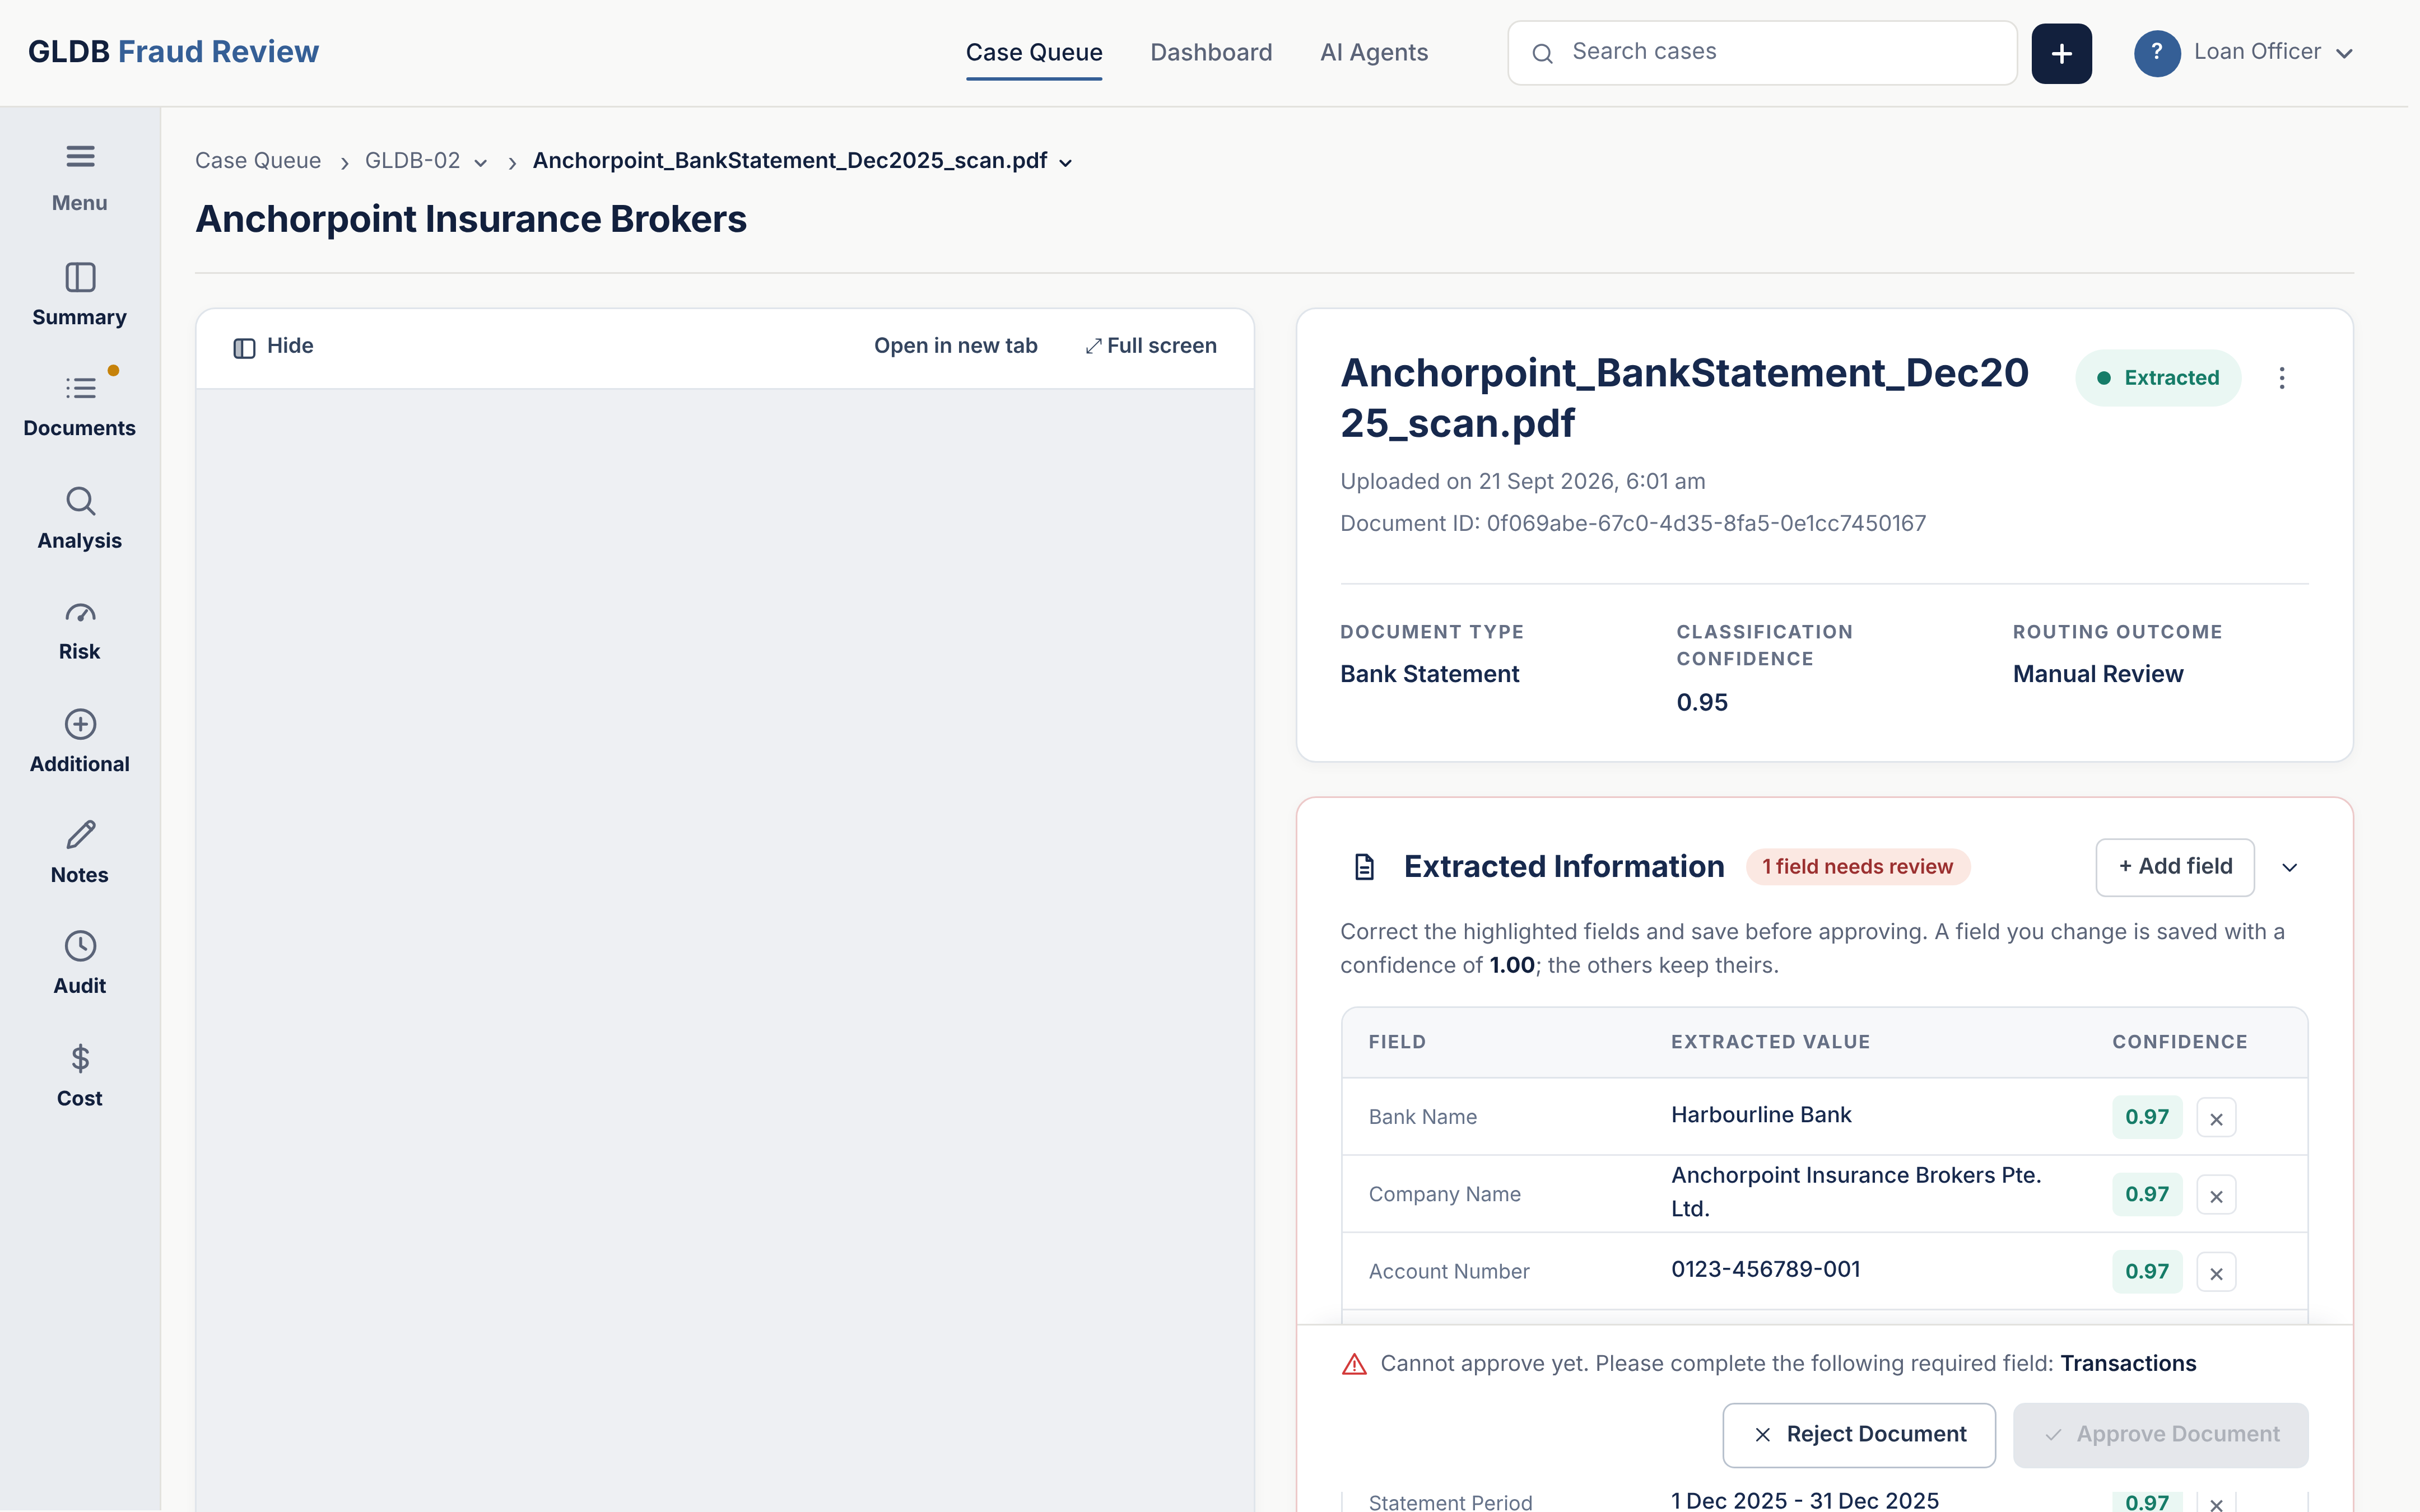 GLDB Fraud Review
Case Queue
Dashboard
AI Agents
Search cases
?
Loan Officer
Menu
Summary
Documents
Analysis
Risk
Additional
Notes
Audit
Cost
Case Queue › GLDB-02 › Anchorpoint_BankStatement_Dec2025_scan.pdf
Anchorpoint Insurance Brokers
Hide
Open in new tab
Full screen
Anchorpoint_BankStatement_Dec20
25_scan.pdf
Extracted
Uploaded on 21 Sept 2026, 6:01 am
Document ID: 0f069abe-67c0-4d35-8fa5-0e1cc7450167
DOCUMENT TYPE
Bank Statement
CLASSIFICATION
CONFIDENCE
0.95
ROUTING OUTCOME
Manual Review
Extracted Information
1 field needs review
+ Add field
Correct the highlighted fields and save before approving. A field you change is saved with a
confidence of 1.00; the others keep theirs.
FIELD EXTRACTED VALUE CONFIDENCE
Bank Name Harbourline Bank 0.97
Company Name Anchorpoint Insurance Brokers Pte.
Ltd. 0.97
Account Number 0123-456789-001 0.97
Cannot approve yet. Please complete the following required field: Transactions
Reject Document
Approve Document
Statement Period 1 Dec 2025 - 31 Dec 2025 0.97